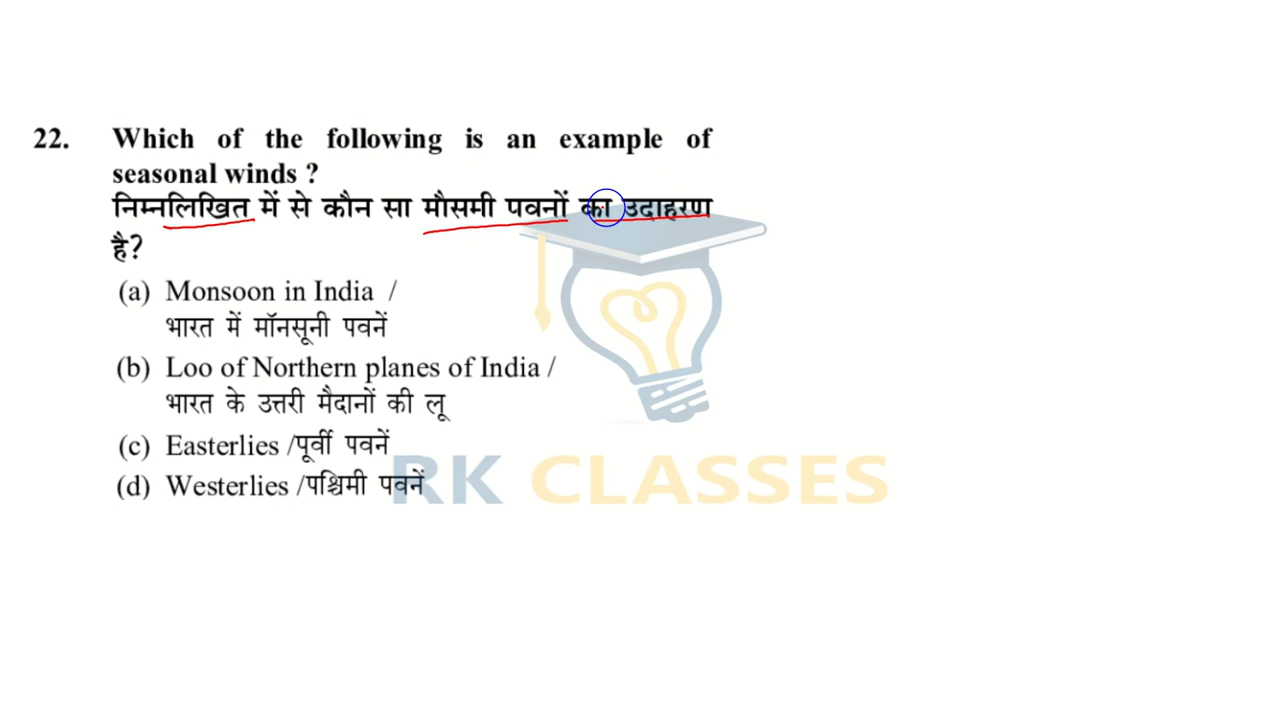 22. Which of the following is an example of
seasonal winds ?
निम्नलिखित में से कौन सा मौसमी पवनों का उदाहरण
है?
(a) Monsoon in India /
भारत में मॉनसूनी पवनें
(b) Loo of Northern planes of India /
भारत के उत्तरी मैदानों की लू
(c) Easterlies /पूर्वी पवनें
(d) Westerlies /पश्चिमी पवनें
RK CLASSES